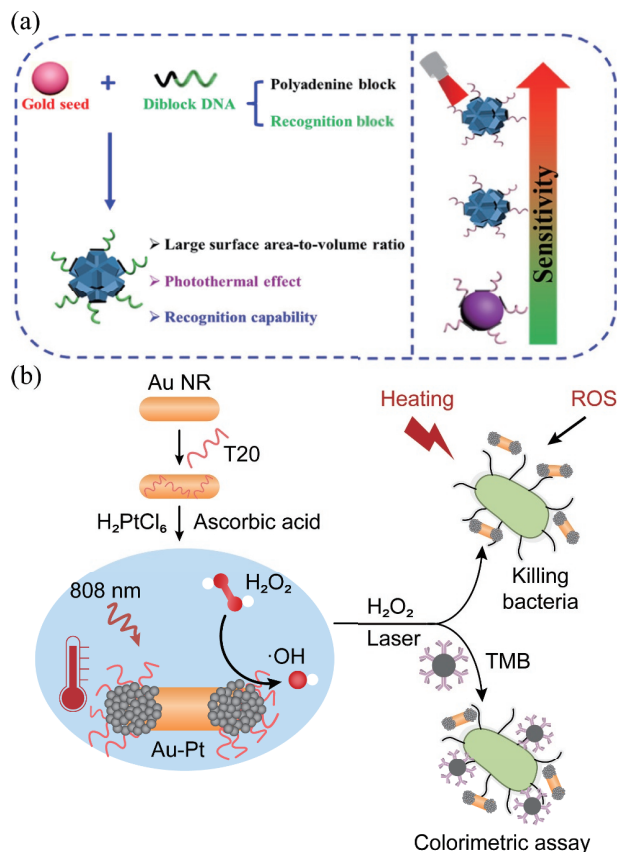 (a)
Gold seed
+
Diblock DNA
Polyadenine block
Recognition block
➢ Large surface area-to-volume ratio
➢ Photothermal effect
➢ Recognition capability
Sensitivity
(b)
Au NR
T20
H₂PtCl₆
Ascorbic acid
808 nm
H₂O₂
·OH
Au-Pt
H₂O₂
Laser
Heating
ROS
Killing
bacteria
TMB
Colorimetric assay